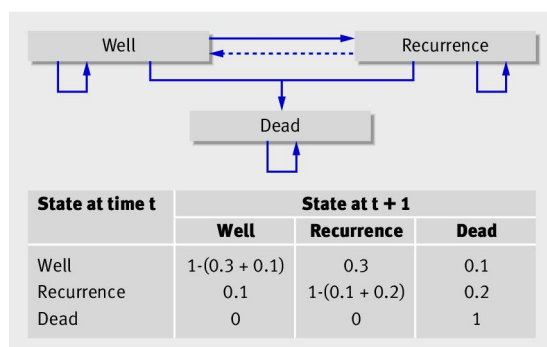 Well Recurrence
Dead
State at time t State at t + 1
Well Recurrence Dead
Well 1-(0.3 + 0.1) 0.3 0.1
Recurrence 0.1 1-(0.1 + 0.2) 0.2
Dead 0 0 1